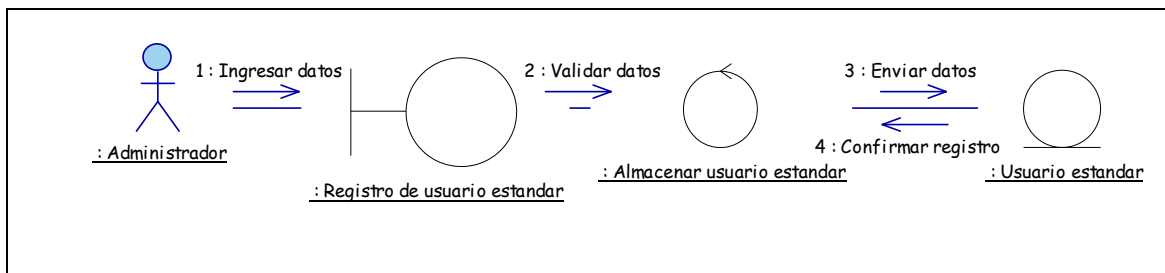 1 : Ingresar datos
2 : Validar datos
3 : Enviar datos
4 : Confirmar registro
: Administrador
: Registro de usuario estandar
: Almacenar usuario estandar
: Usuario estandar